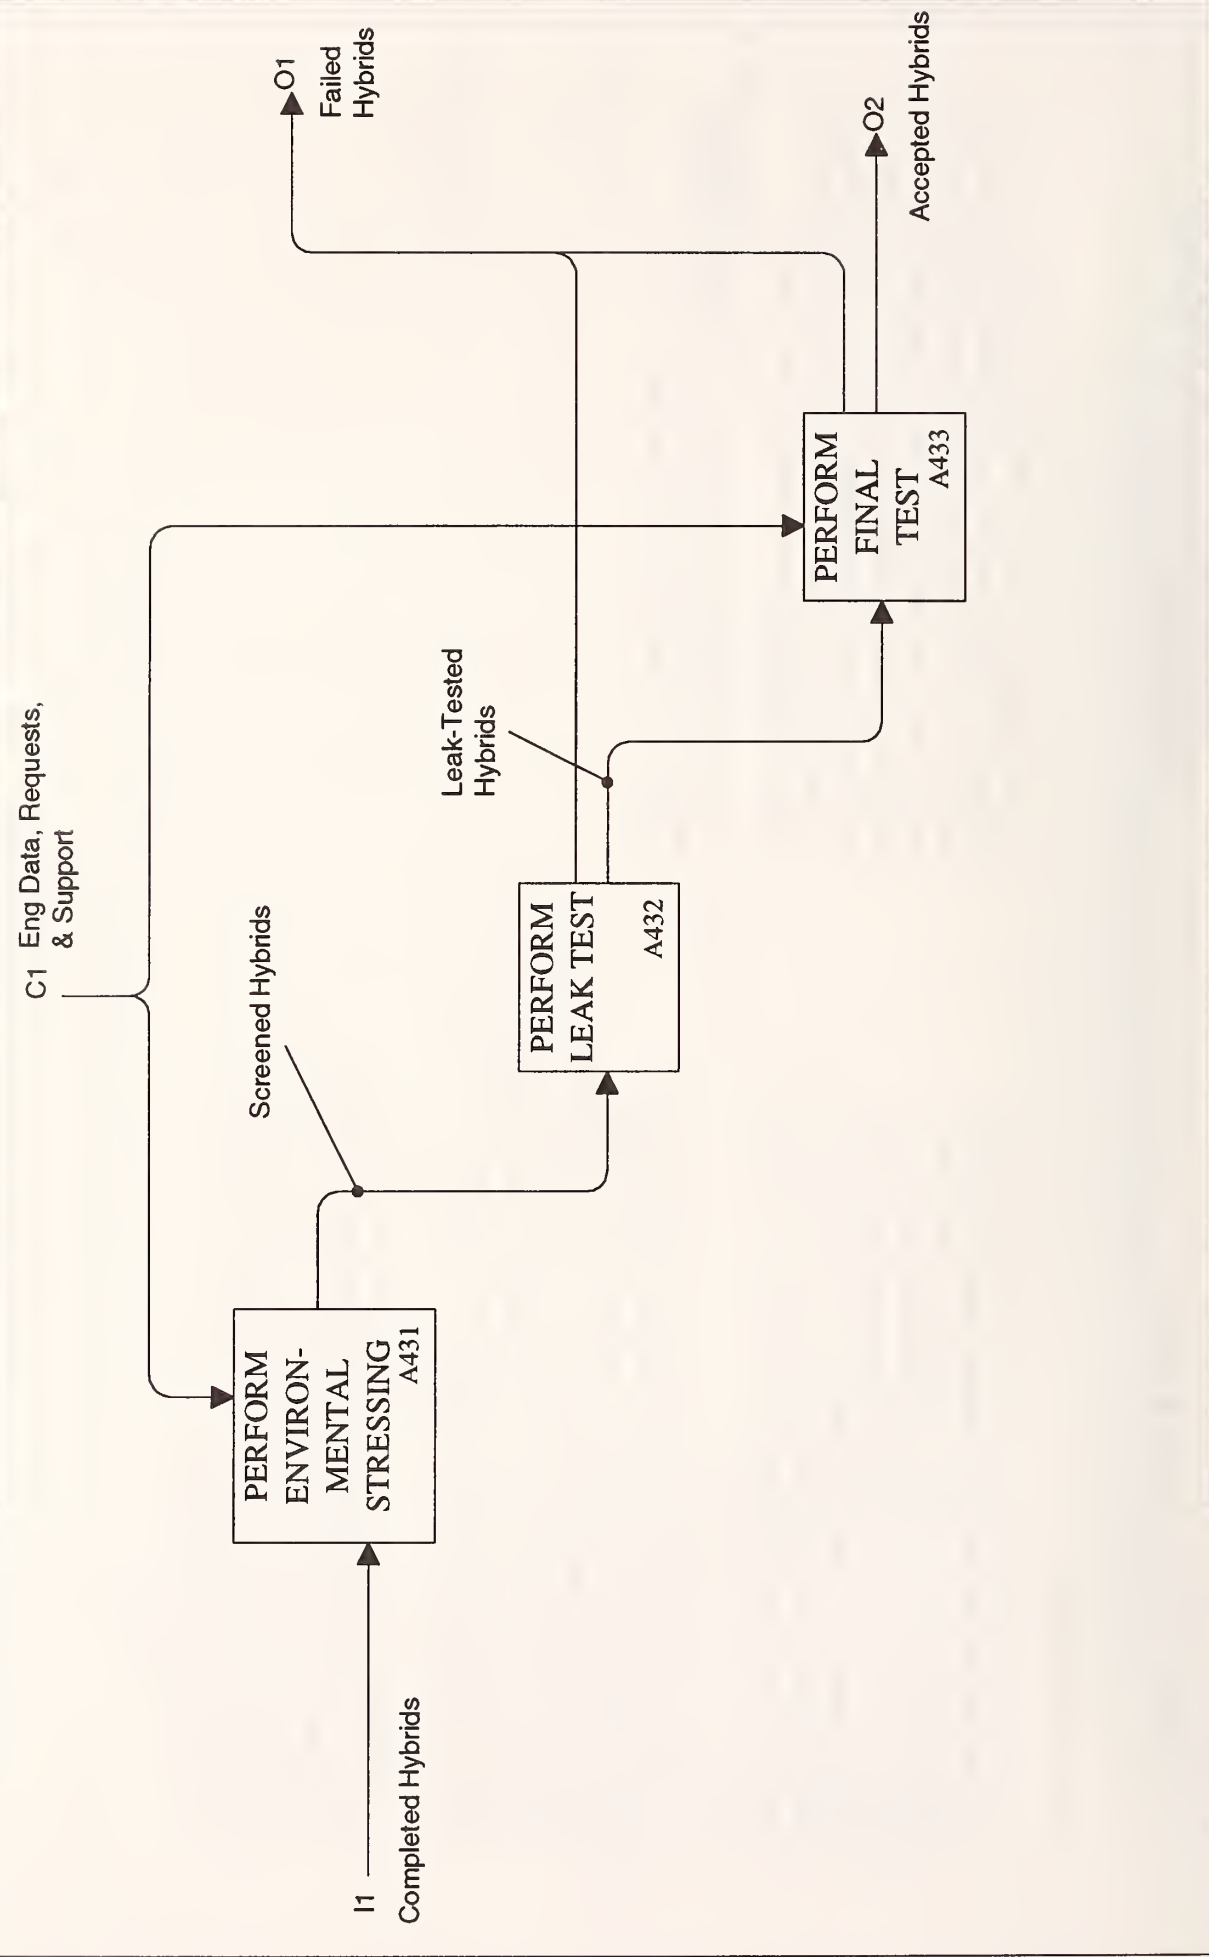 C1 Eng Data, Requests,
& Support
O1
Failed
Hybrids
Screened Hybrids
PERFORM
ENVIRON-
MENTAL
STRESSING
A431
I1
Completed Hybrids
Leak-Tested
Hybrids
PERFORM
LEAK TEST
A432
PERFORM
FINAL
TEST
A433
O2
Accepted Hybrids